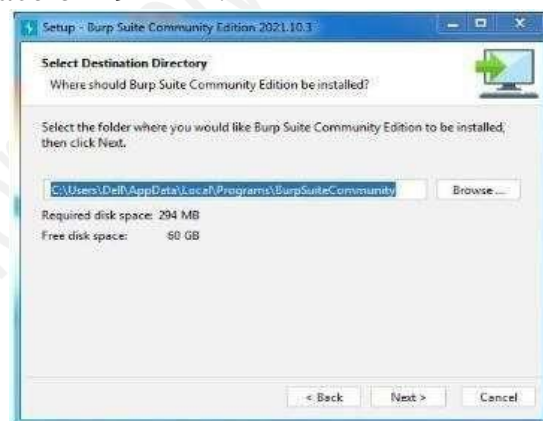 Setup - Burp Suite Community Edition 2021.10.3
Select Destination Directory
Where should Burp Suite Community Edition be installed?
Select the folder where you would like Burp Suite Community Edition to be installed,
then click Next.
C:\Users\Dell\AppData\Local\Programs\BurpSuiteCommunity
Browse ...
Required disk space: 294 MB
Free disk space: 60 GB
< Back
Next >
Cancel